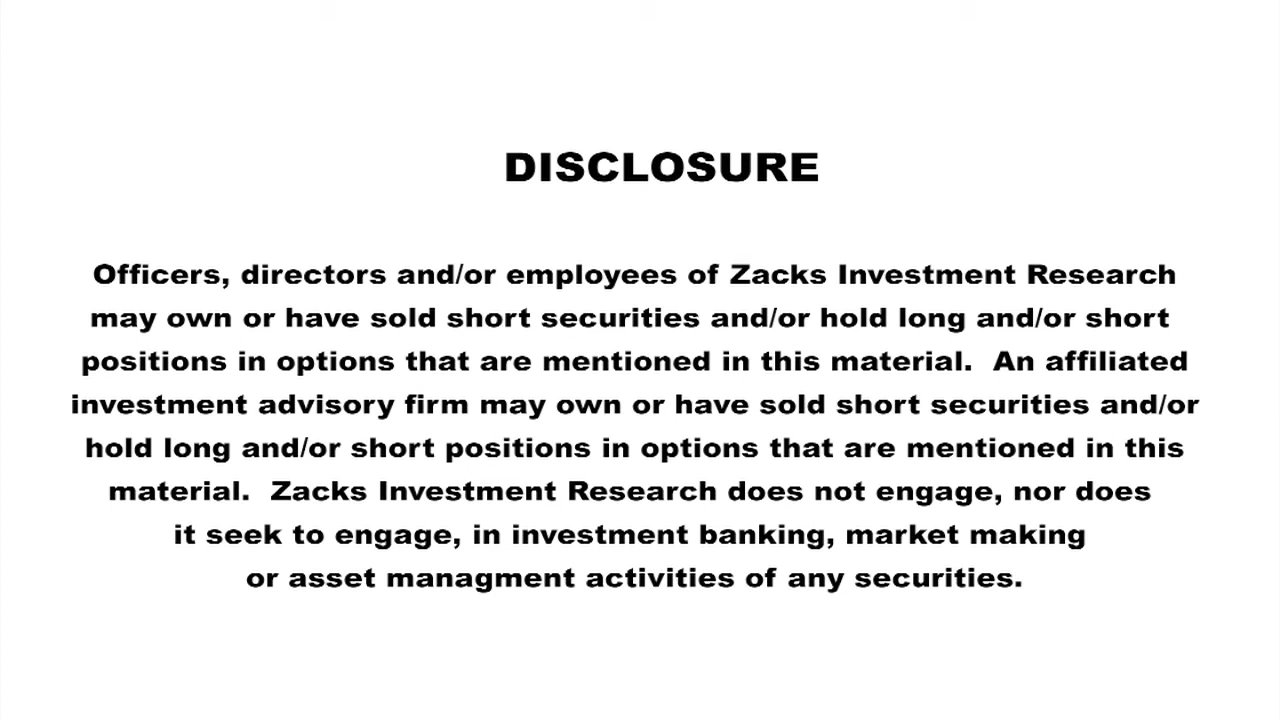 DISCLOSURE
Officers, directors and/or employees of Zacks Investment Research
may own or have sold short securities and/or hold long and/or short
positions in options that are mentioned in this material.  An affiliated
investment advisory firm may own or have sold short securities and/or
hold long and/or short positions in options that are mentioned in this
material.  Zacks Investment Research does not engage, nor does
it seek to engage, in investment banking, market making
or asset managment activities of any securities.